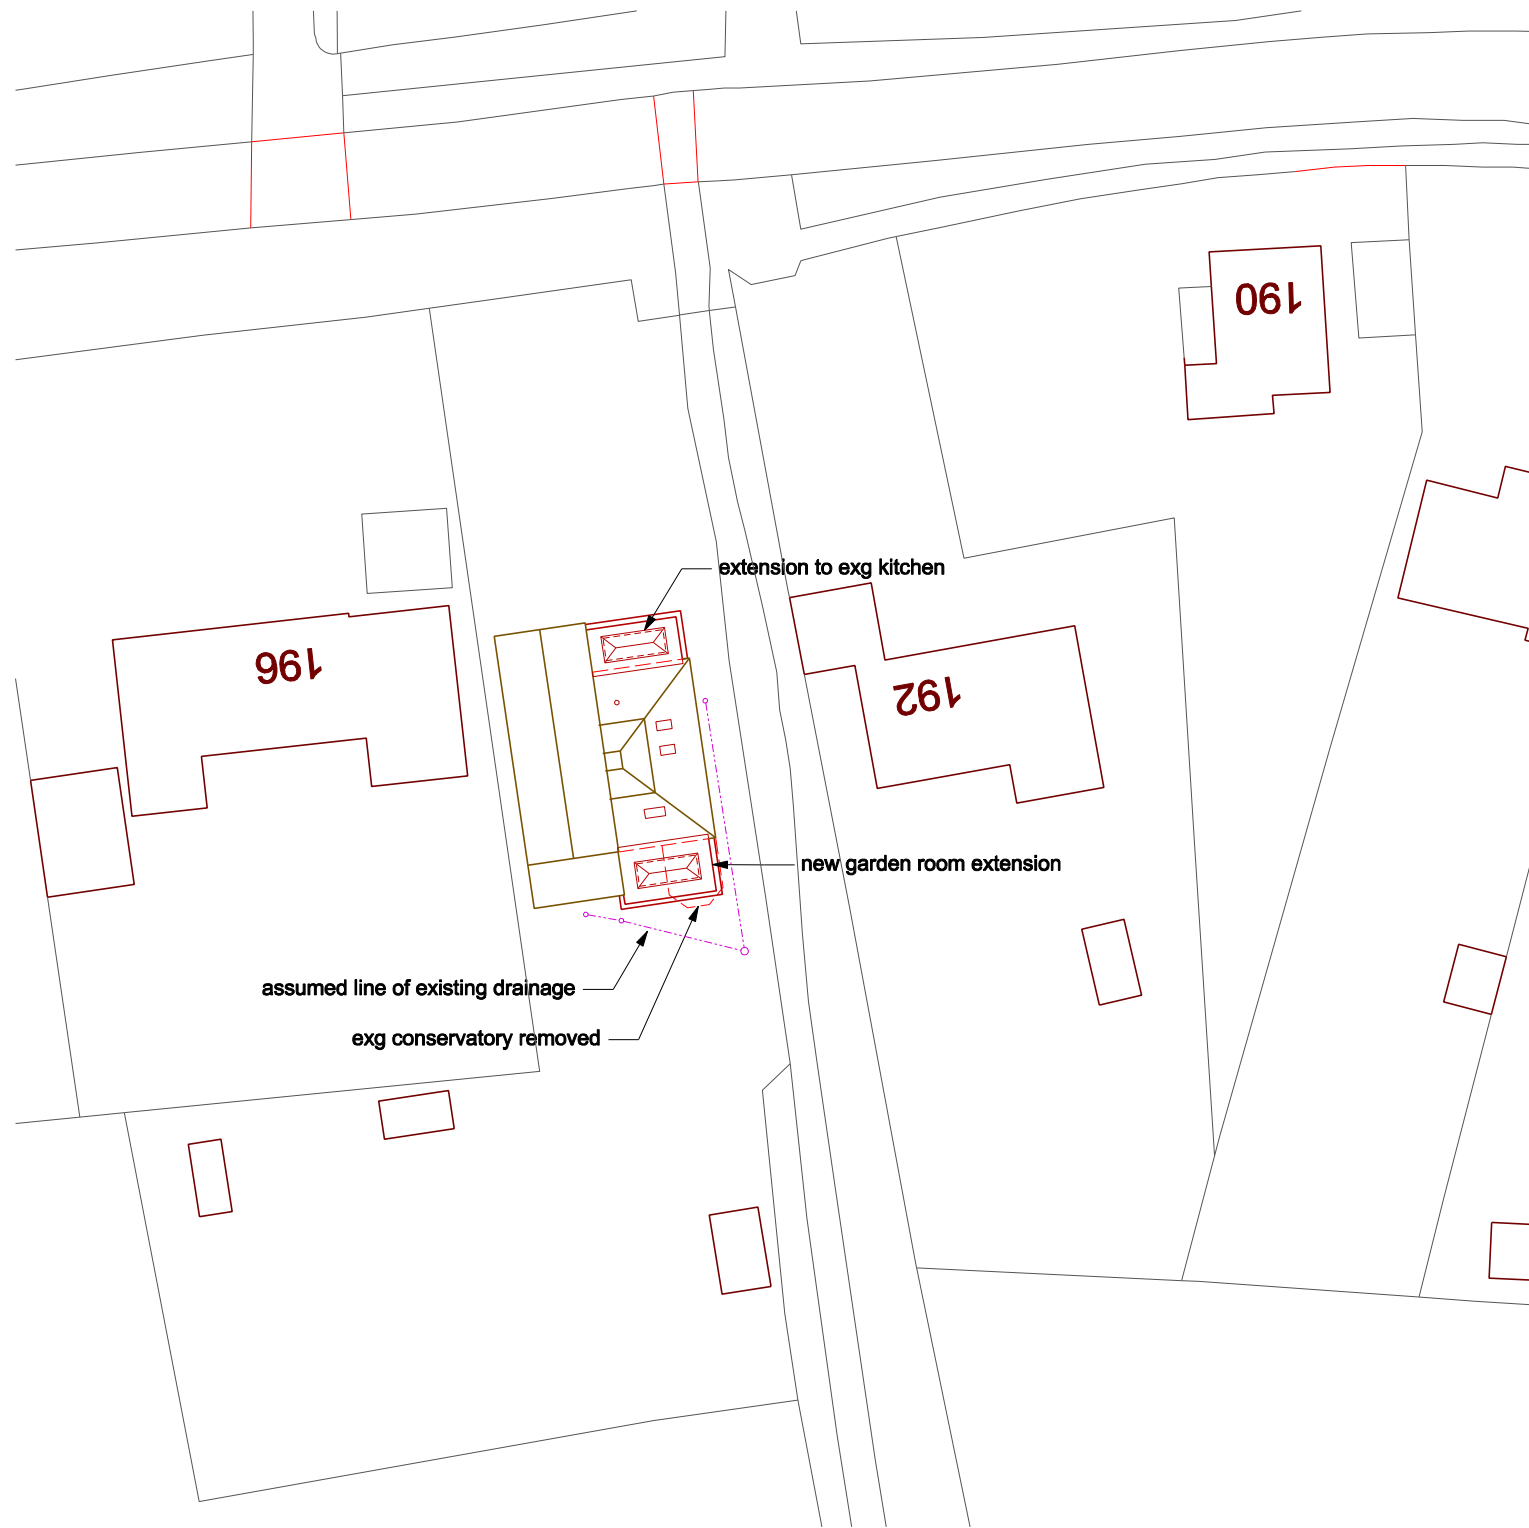 190
extension to exg kitchen
196
192
new garden room extension
assumed line of existing drainage
exg conservatory removed